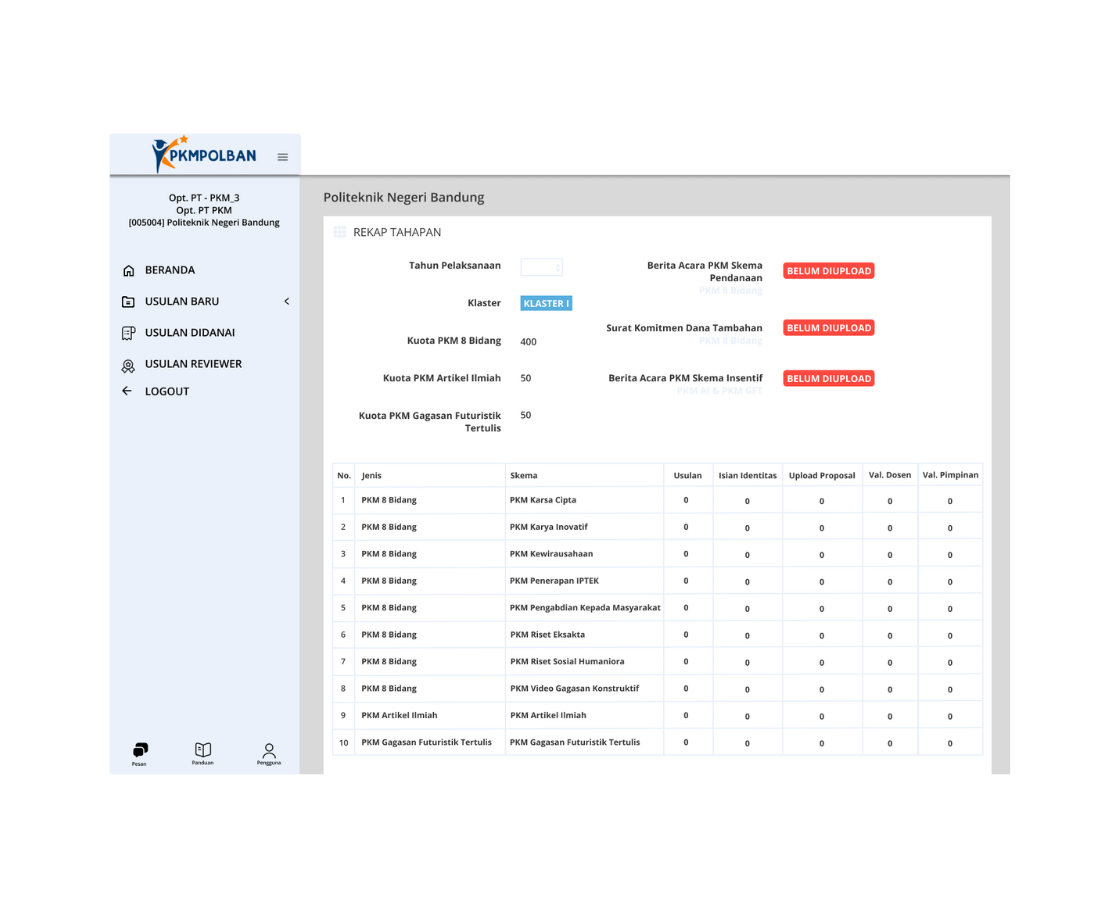 PKMPOLBAN
Opt. PT - PKM_3
Opt. PT PKM
[005004] Politeknik Negeri Bandung
BERANDA
USULAN BARU
USULAN DIDANAI
USULAN REVIEWER
LOGOUT
Pesan
Panduan
Pengguna
Politeknik Negeri Bandung
REKAP TAHAPAN
Tahun Pelaksanaan
Klaster KLASTER I
Kuota PKM 8 Bidang 400
Kuota PKM Artikel Ilmiah 50
Kuota PKM Gagasan Futuristik
Tertulis
50
Berita Acara PKM Skema
Pendanaan
PKM 8 Bidang
BELUM DIUPLOAD
Surat Komitmen Dana Tambahan
PKM 8 Bidang
BELUM DIUPLOAD
Berita Acara PKM Skema Insentif
PKM AI & PKM GFT
BELUM DIUPLOAD
No. Jenis Skema Usulan Isian Identitas Upload Proposal Val. Dosen Val. Pimpinan
1 PKM 8 Bidang PKM Karsa Cipta 0 0 0 0 0
2 PKM 8 Bidang PKM Karya Inovatif 0 0 0 0 0
3 PKM 8 Bidang PKM Kewirausahaan 0 0 0 0 0
4 PKM 8 Bidang PKM Penerapan IPTEK 0 0 0 0 0
5 PKM 8 Bidang PKM Pengabdian Kepada Masyarakat 0 0 0 0 0
6 PKM 8 Bidang PKM Riset Eksakta 0 0 0 0 0
7 PKM 8 Bidang PKM Riset Sosial Humaniora 0 0 0 0 0
8 PKM 8 Bidang PKM Video Gagasan Konstruktif 0 0 0 0 0
9 PKM Artikel Ilmiah PKM Artikel Ilmiah 0 0 0 0 0
10 PKM Gagasan Futuristik Tertulis PKM Gagasan Futuristik Tertulis 0 0 0 0 0